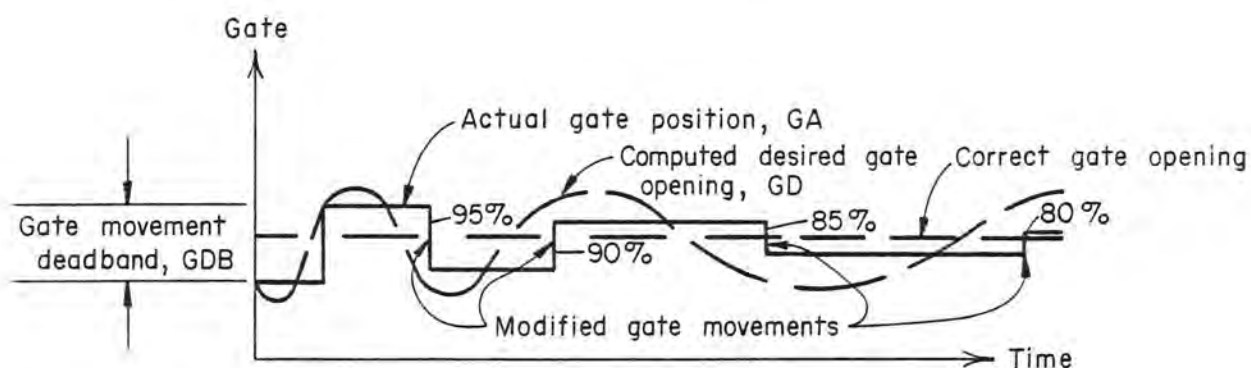 Gate
Actual gate position, GA
Computed desired gate
opening, GD
Correct gate opening
Gate movement
deadband, GDB
95%
90%
85%
80%
Modified gate movements
Time